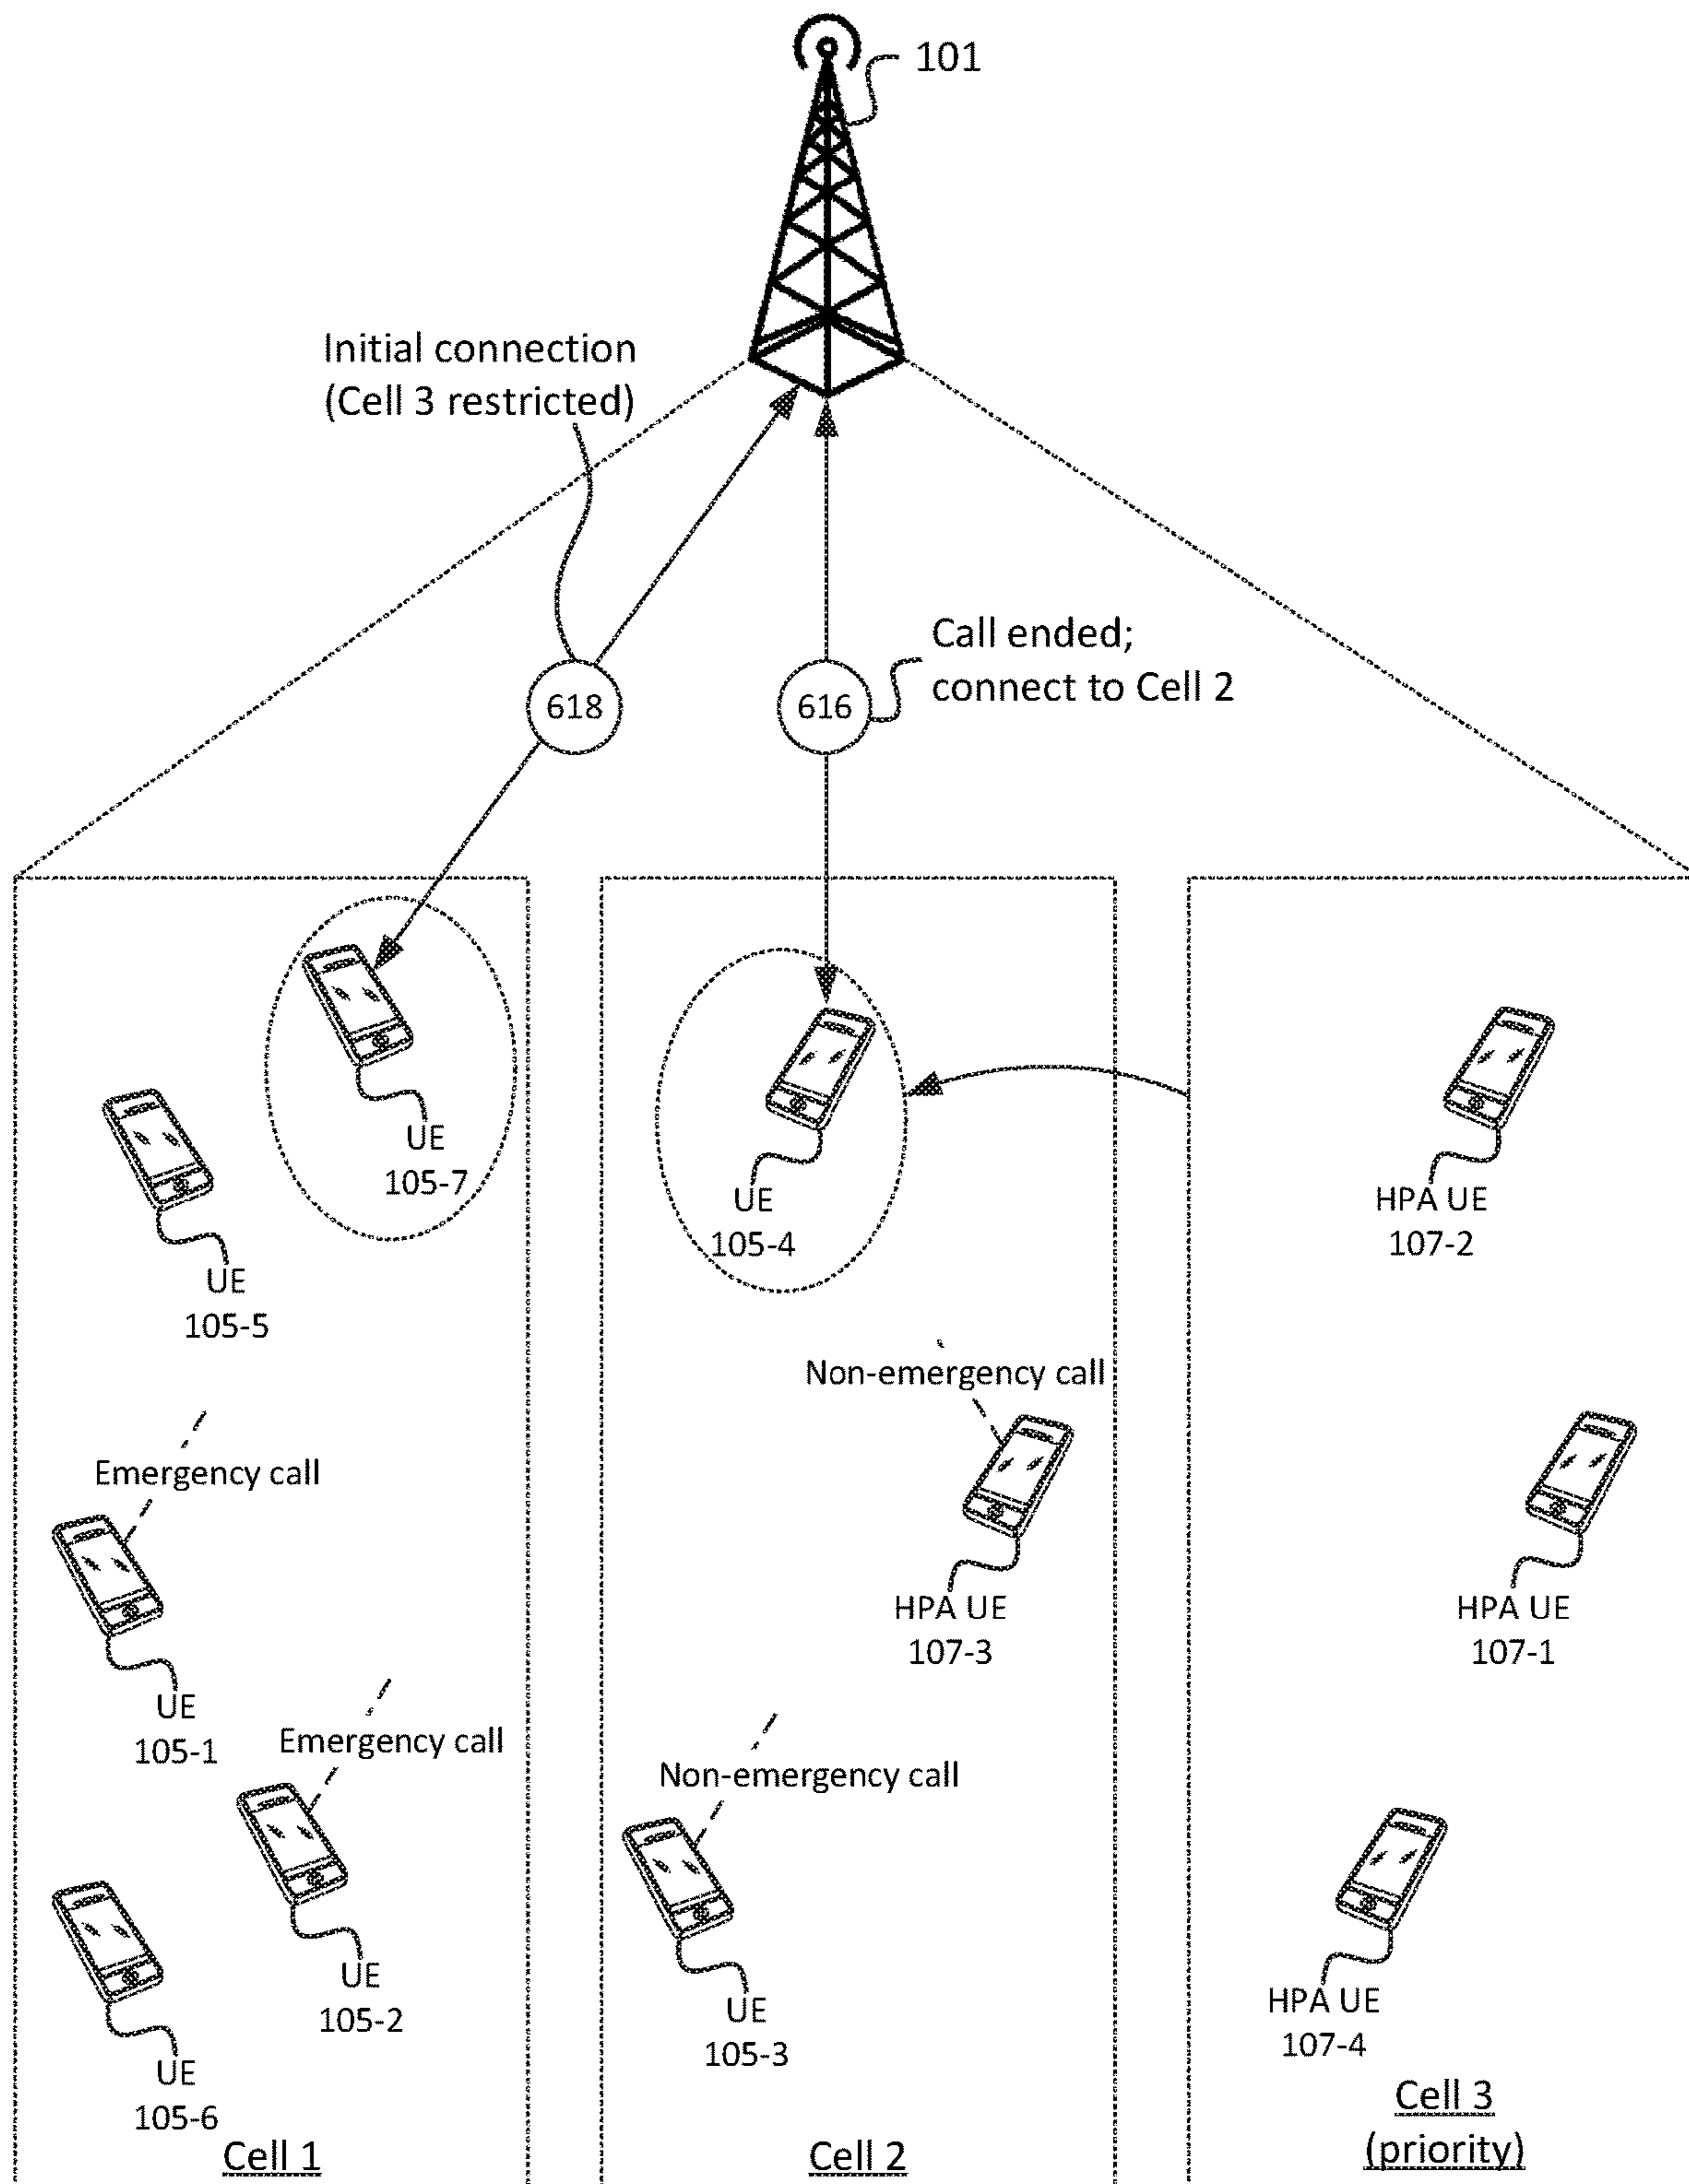 101
Initial connection
(Cell 3 restricted)
Call ended;
connect to Cell 2
618
616
UE
105-7
UE
105-4
HPA UE
107-2
UE
105-5
Non-emergency call
Emergency call
HPA UE
107-3
HPA UE
107-1
UE
105-1
Emergency call
Non-emergency call
UE
105-2
UE
105-3
HPA UE
107-4
UE
105-6
Cell 1
Cell 2
Cell 3
(priority)